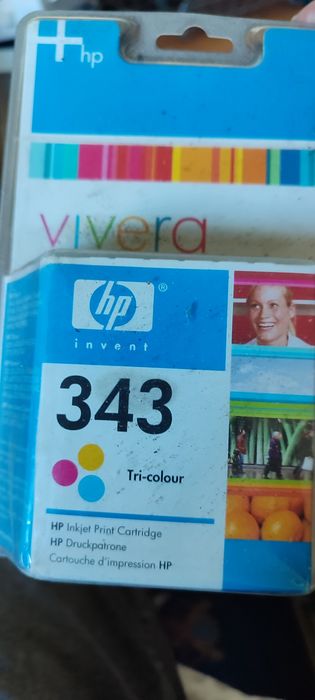 hp
vivera
hp ®
invent
343
Tri-colour
HP Inkjet Print Cartridge
HP Druckpatrone
Cartouche d'impression HP